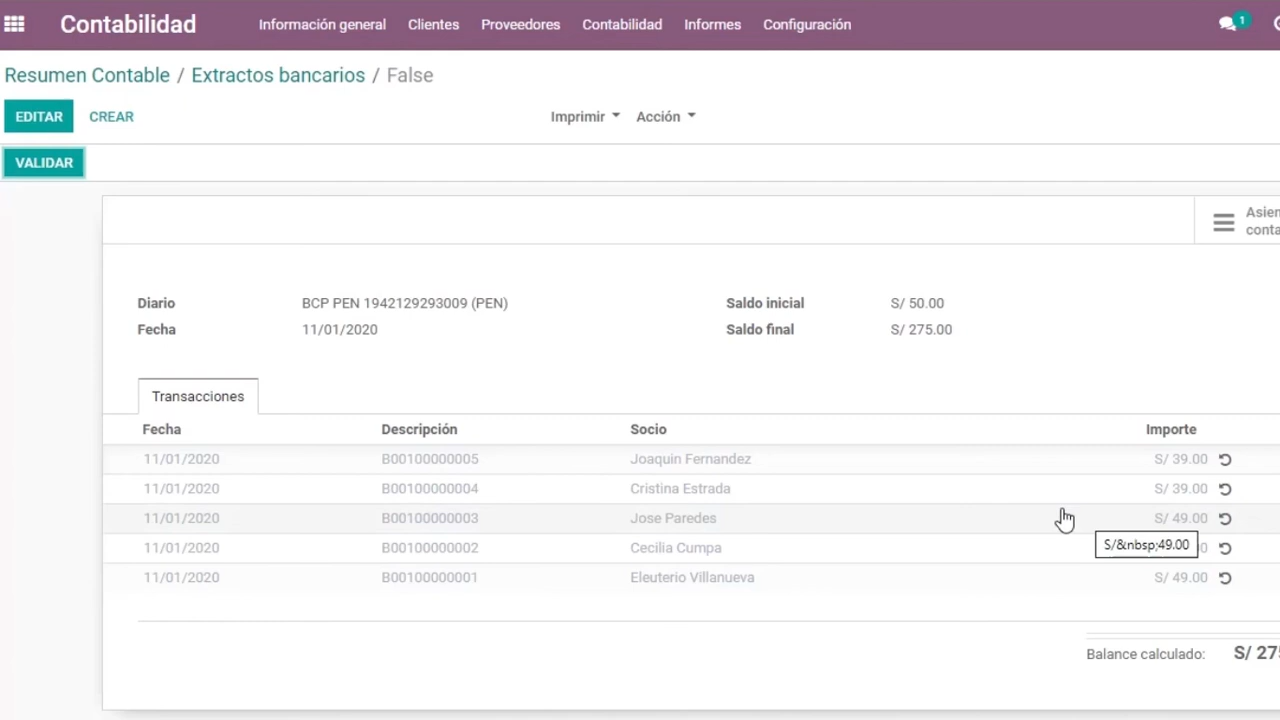 Contabilidad Información general Clientes Proveedores Contabilidad Informes Configuración 1
Resumen Contable / Extractos bancarios / False
EDITAR CREAR Imprimir Acción
VALIDAR
Asien
conta
Diario BCP PEN 1942129293009 (PEN) Saldo inicial S/ 50.00
Fecha 11/01/2020 Saldo final S/ 275.00
Transacciones
Fecha Descripción Socio Importe
11/01/2020 B00100000005 Joaquin Fernandez S/ 39.00
11/01/2020 B00100000004 Cristina Estrada S/ 39.00
11/01/2020 B00100000003 Jose Paredes S/ 49.00
11/01/2020 B00100000002 Cecilia Cumpa
S/&nbsp;49.00
11/01/2020 B00100000001 Eleuterio Villanueva S/ 49.00
Balance calculado: S/ 275